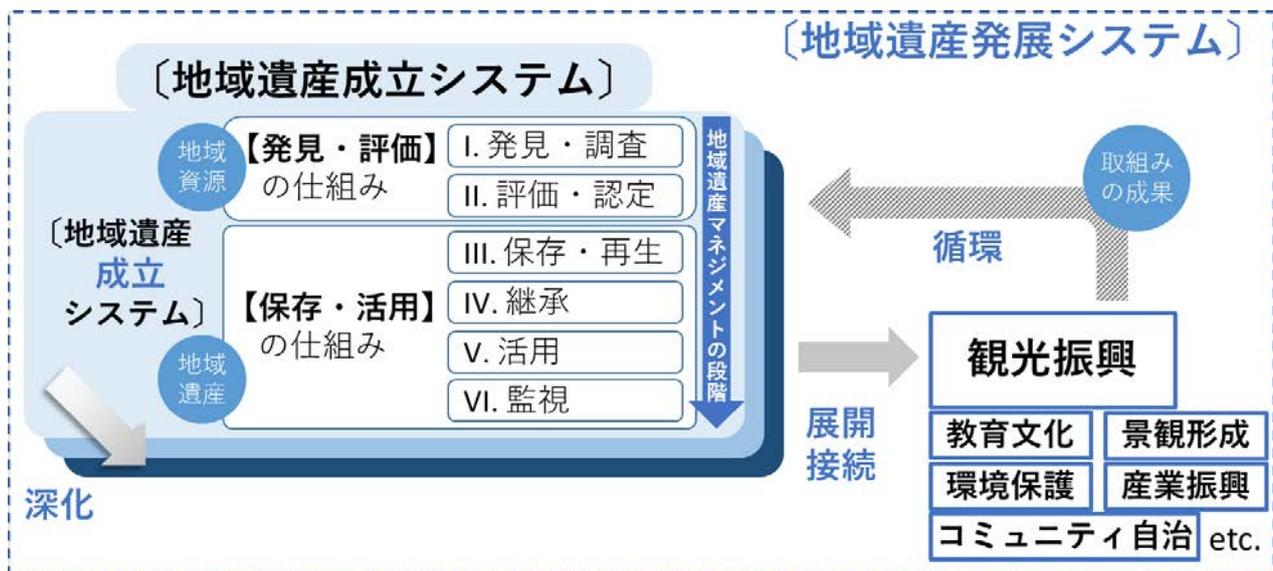 〔地域遺産発展システム〕
〔地域遺産成立システム〕
地域
資源
【発見・評価】
の仕組み
I. 発見・調査
II. 評価・認定
〔地域遺産
成立
システム〕
【保存・活用】
の仕組み
III. 保存・再生
IV. 継承
V. 活用
VI. 監視
地域
遺産
地域遺産マネジメントの段階
深化
展開
接続
取組み
の成果
循環
観光振興
教育文化
景観形成
環境保護
産業振興
コミュニティ自治 etc.